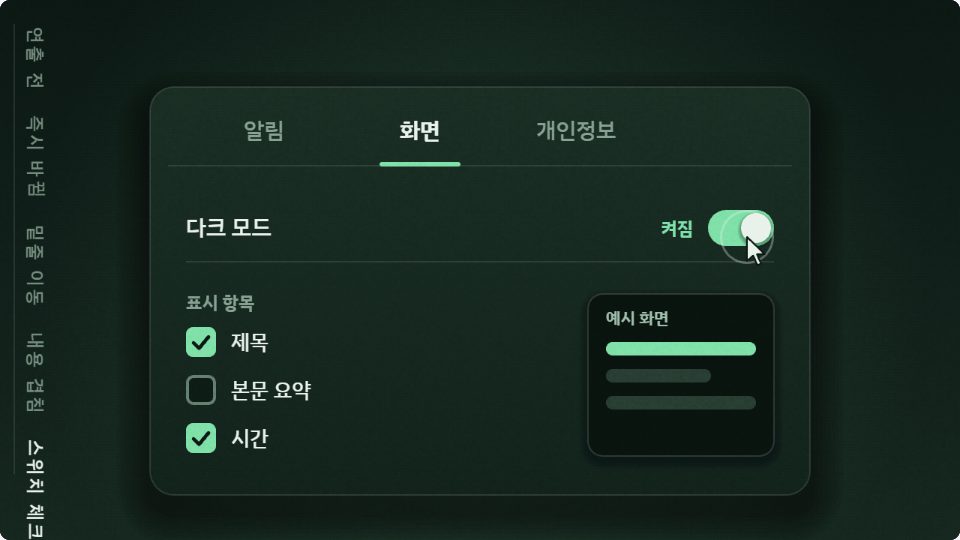 연출 전
즉시 바뀜
밑줄 이동
내용 겹침
스위치 체크
알림
화면
개인정보
다크 모드
켜짐
표시 항목
제목
본문 요약
시간
예시 화면